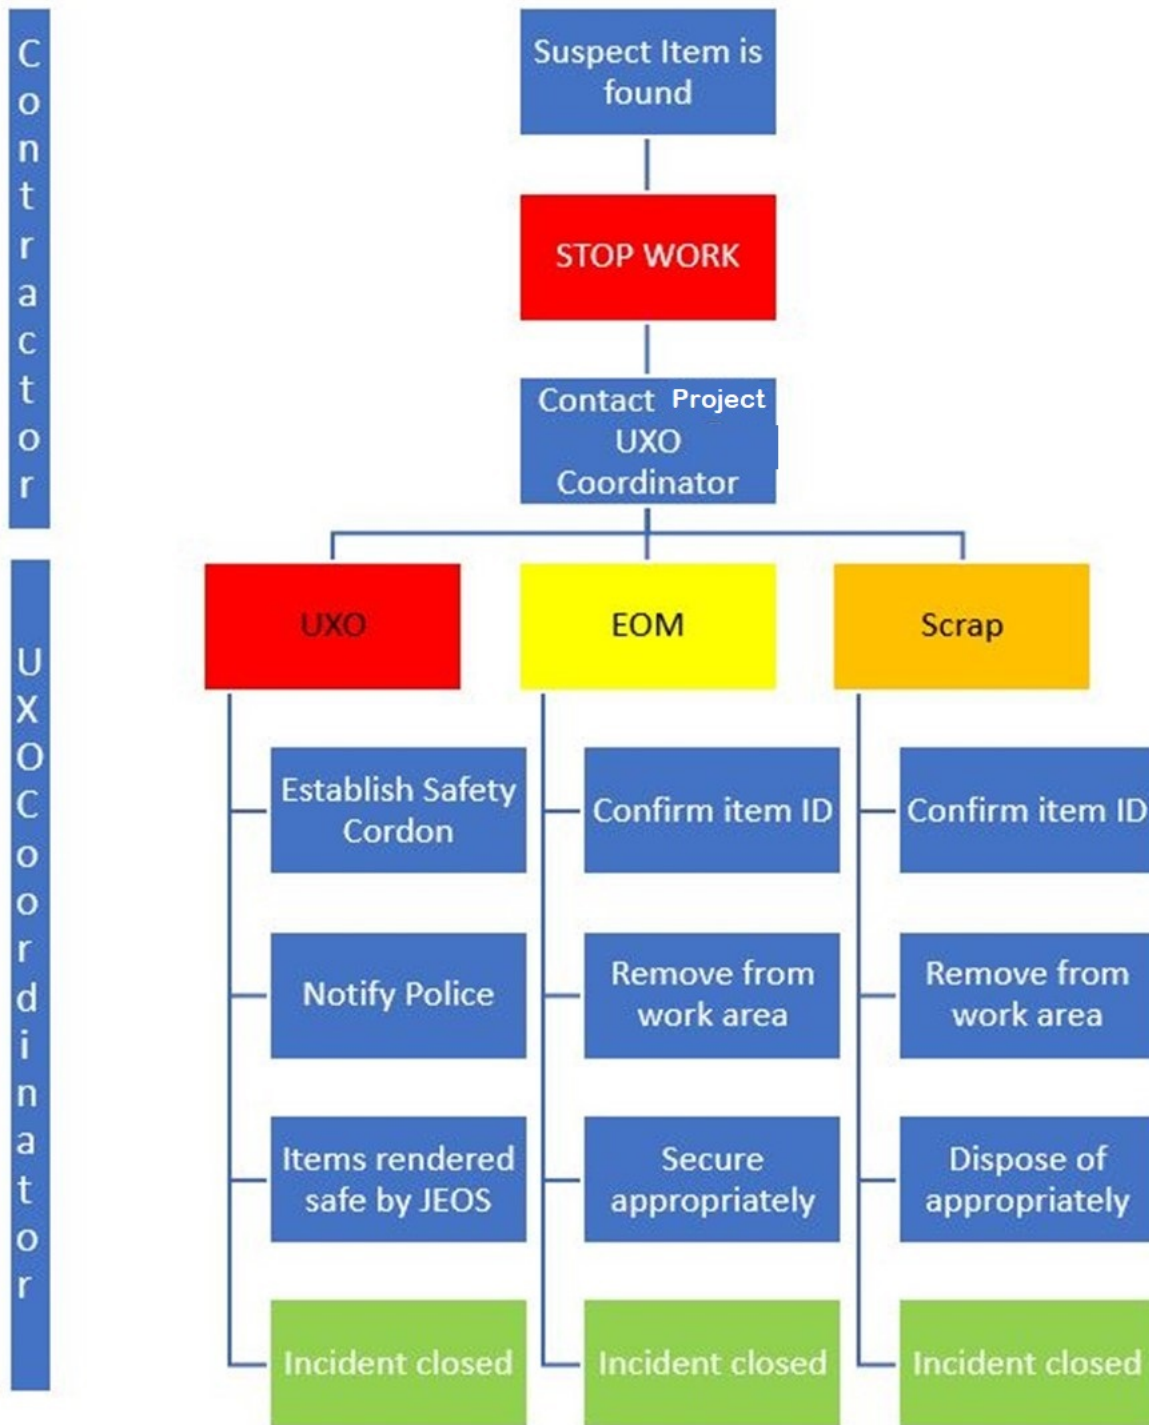 Contractor
Suspect Item is
found
STOP WORK
Contact Project
UXO
Coordinator
UXOCoordinator
UXO
EOM
Scrap
Establish Safety
Cordon
Notify Police
Items rendered
safe by JEOS
Incident closed
Confirm item ID
Remove from
work area
Secure
appropriately
Incident closed
Confirm item ID
Remove from
work area
Dispose of
appropriately
Incident closed